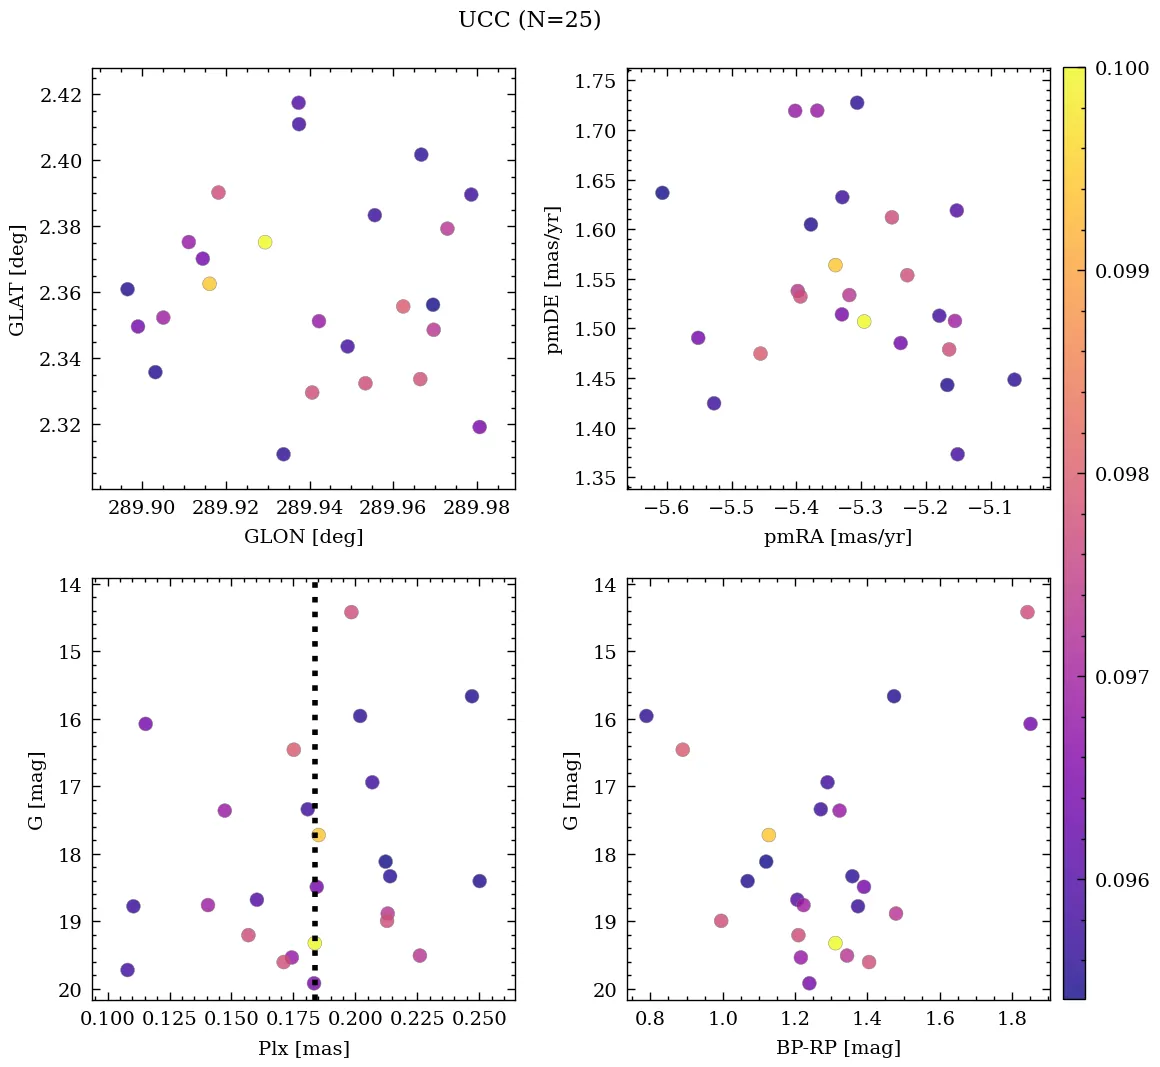 UCC (N=25)
2.42
2.40
2.38
2.36
2.34
2.32
GLAT [deg]
289.90 289.92 289.94 289.96 289.98
GLON [deg]
1.75
1.70
1.65
1.60
1.55
1.50
1.45
1.40
1.35
pmDE [mas/yr]
−5.6 −5.5 −5.4 −5.3 −5.2 −5.1
pmRA [mas/yr]
14
15
16
17
18
19
20
G [mag]
0.100 0.125 0.150 0.175 0.200 0.225 0.250
Plx [mas]
14
15
16
17
18
19
20
G [mag]
0.8 1.0 1.2 1.4 1.6 1.8
BP-RP [mag]
0.100
0.099
0.098
0.097
0.096